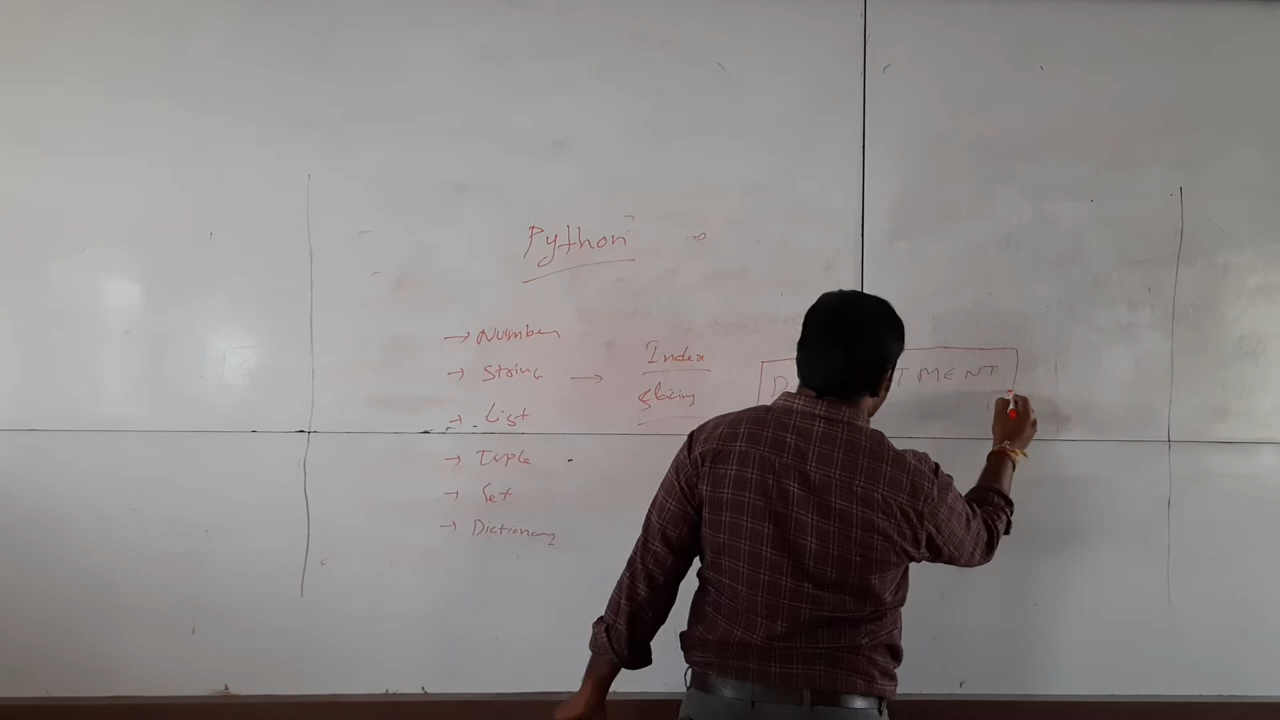 Python
→ Number
→ String → Index
Slicing
→ List
→ Tuple
→ Set
→ Dictionary
D TMENT